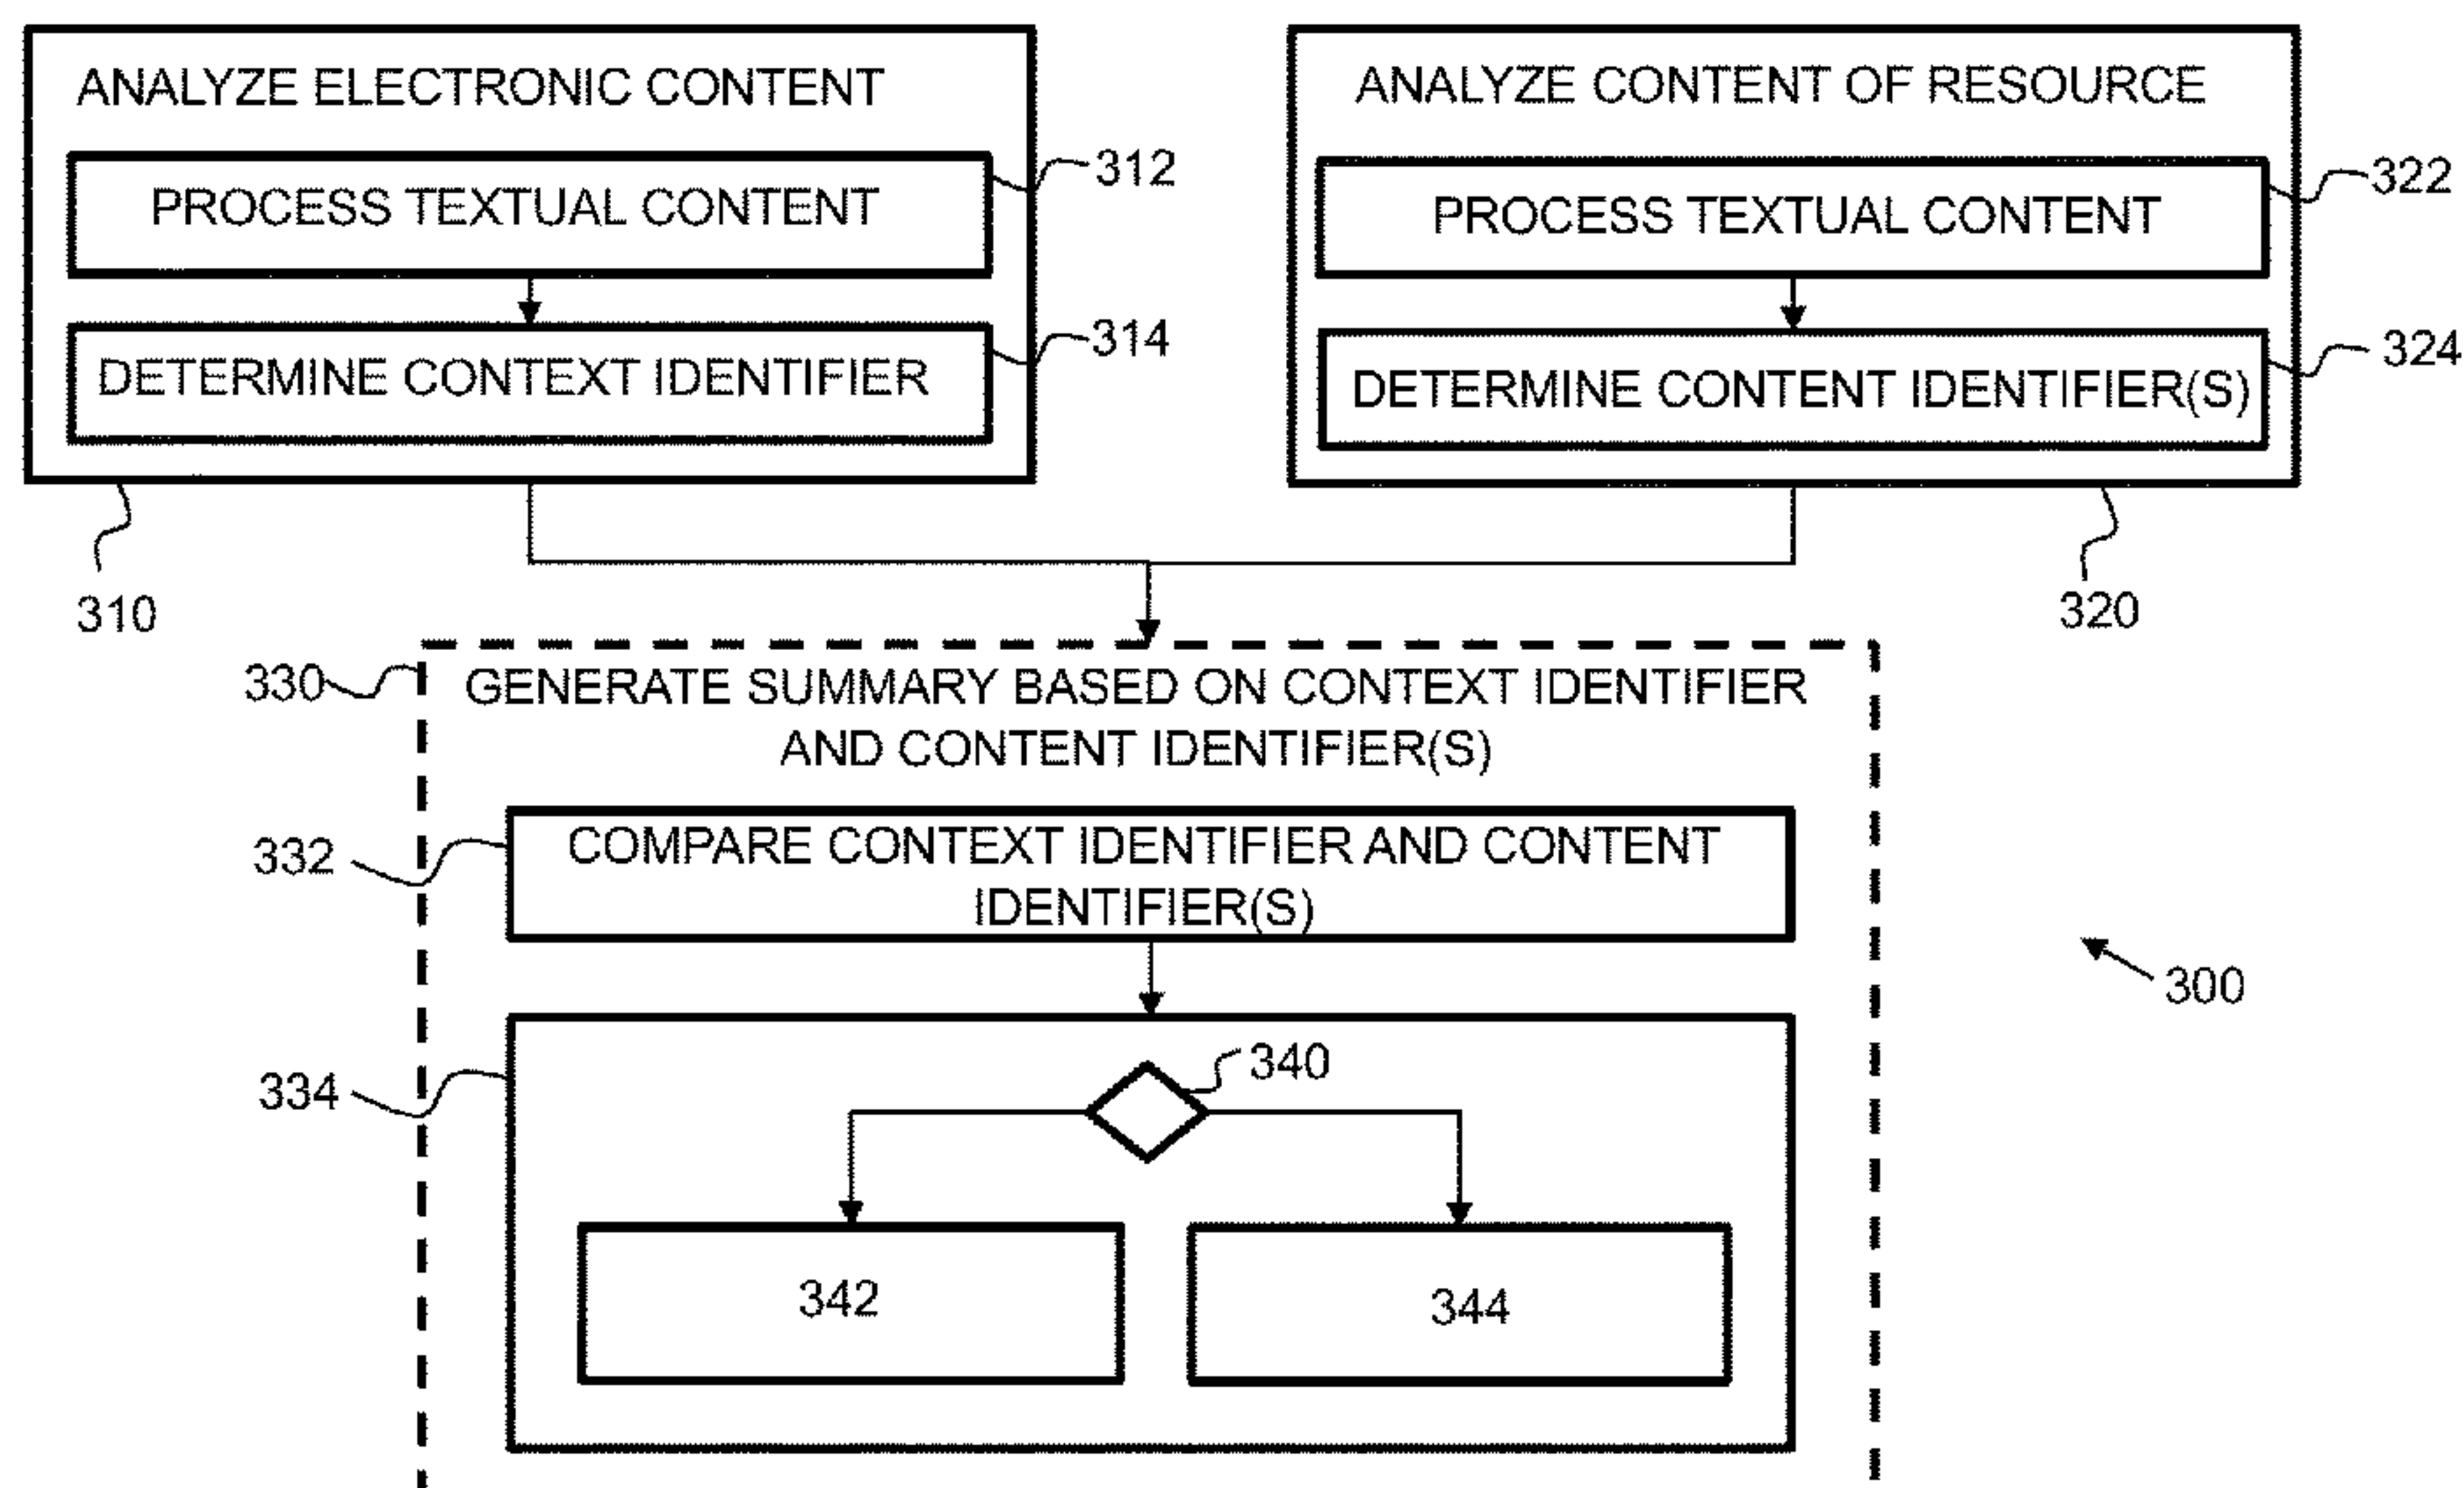 ANALYZE ELECTRONIC CONTENT
312
PROCESS TEXTUAL CONTENT
314
DETERMINE CONTEXT IDENTIFIER
310
ANALYZE CONTENT OF RESOURCE
322
PROCESS TEXTUAL CONTENT
324
DETERMINE CONTENT IDENTIFIER(S)
320
330
GENERATE SUMMARY BASED ON CONTEXT IDENTIFIER
AND CONTENT IDENTIFIER(S)
332
COMPARE CONTEXT IDENTIFIER AND CONTENT
IDENTIFIER(S)
300
334
340
342
344